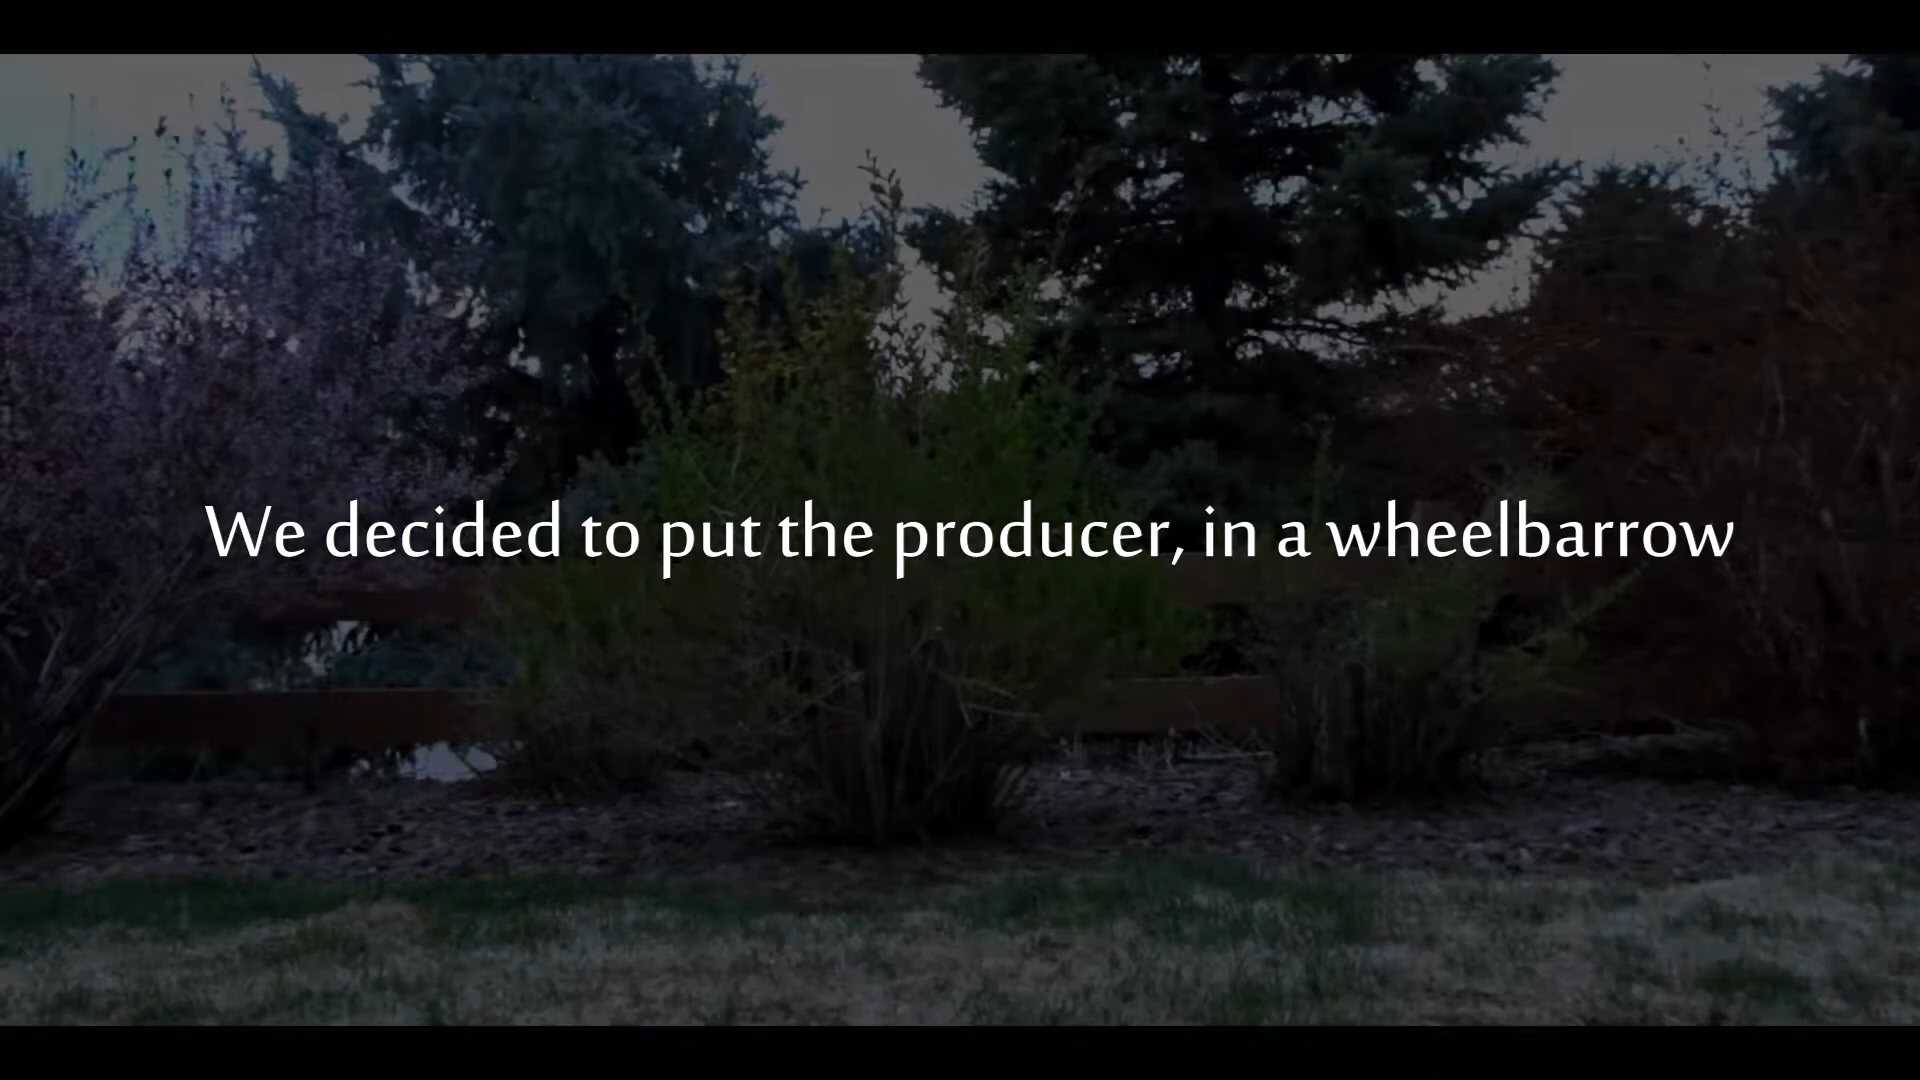 We decided to put the producer, in a wheelbarrow